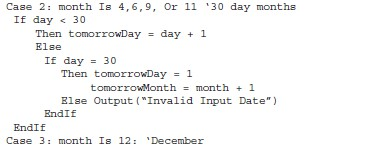 Case 2: month Is 4,6,9, Or 11 '30 day months
If day < 30
Then tomorrowDay = day + 1
Else
If day = 30
Then tomorrowDay = 1
tomorrowMonth = month + 1
Else Output("Invalid Input Date")
EndIf
EndIf
Case 3: month Is 12: 'December